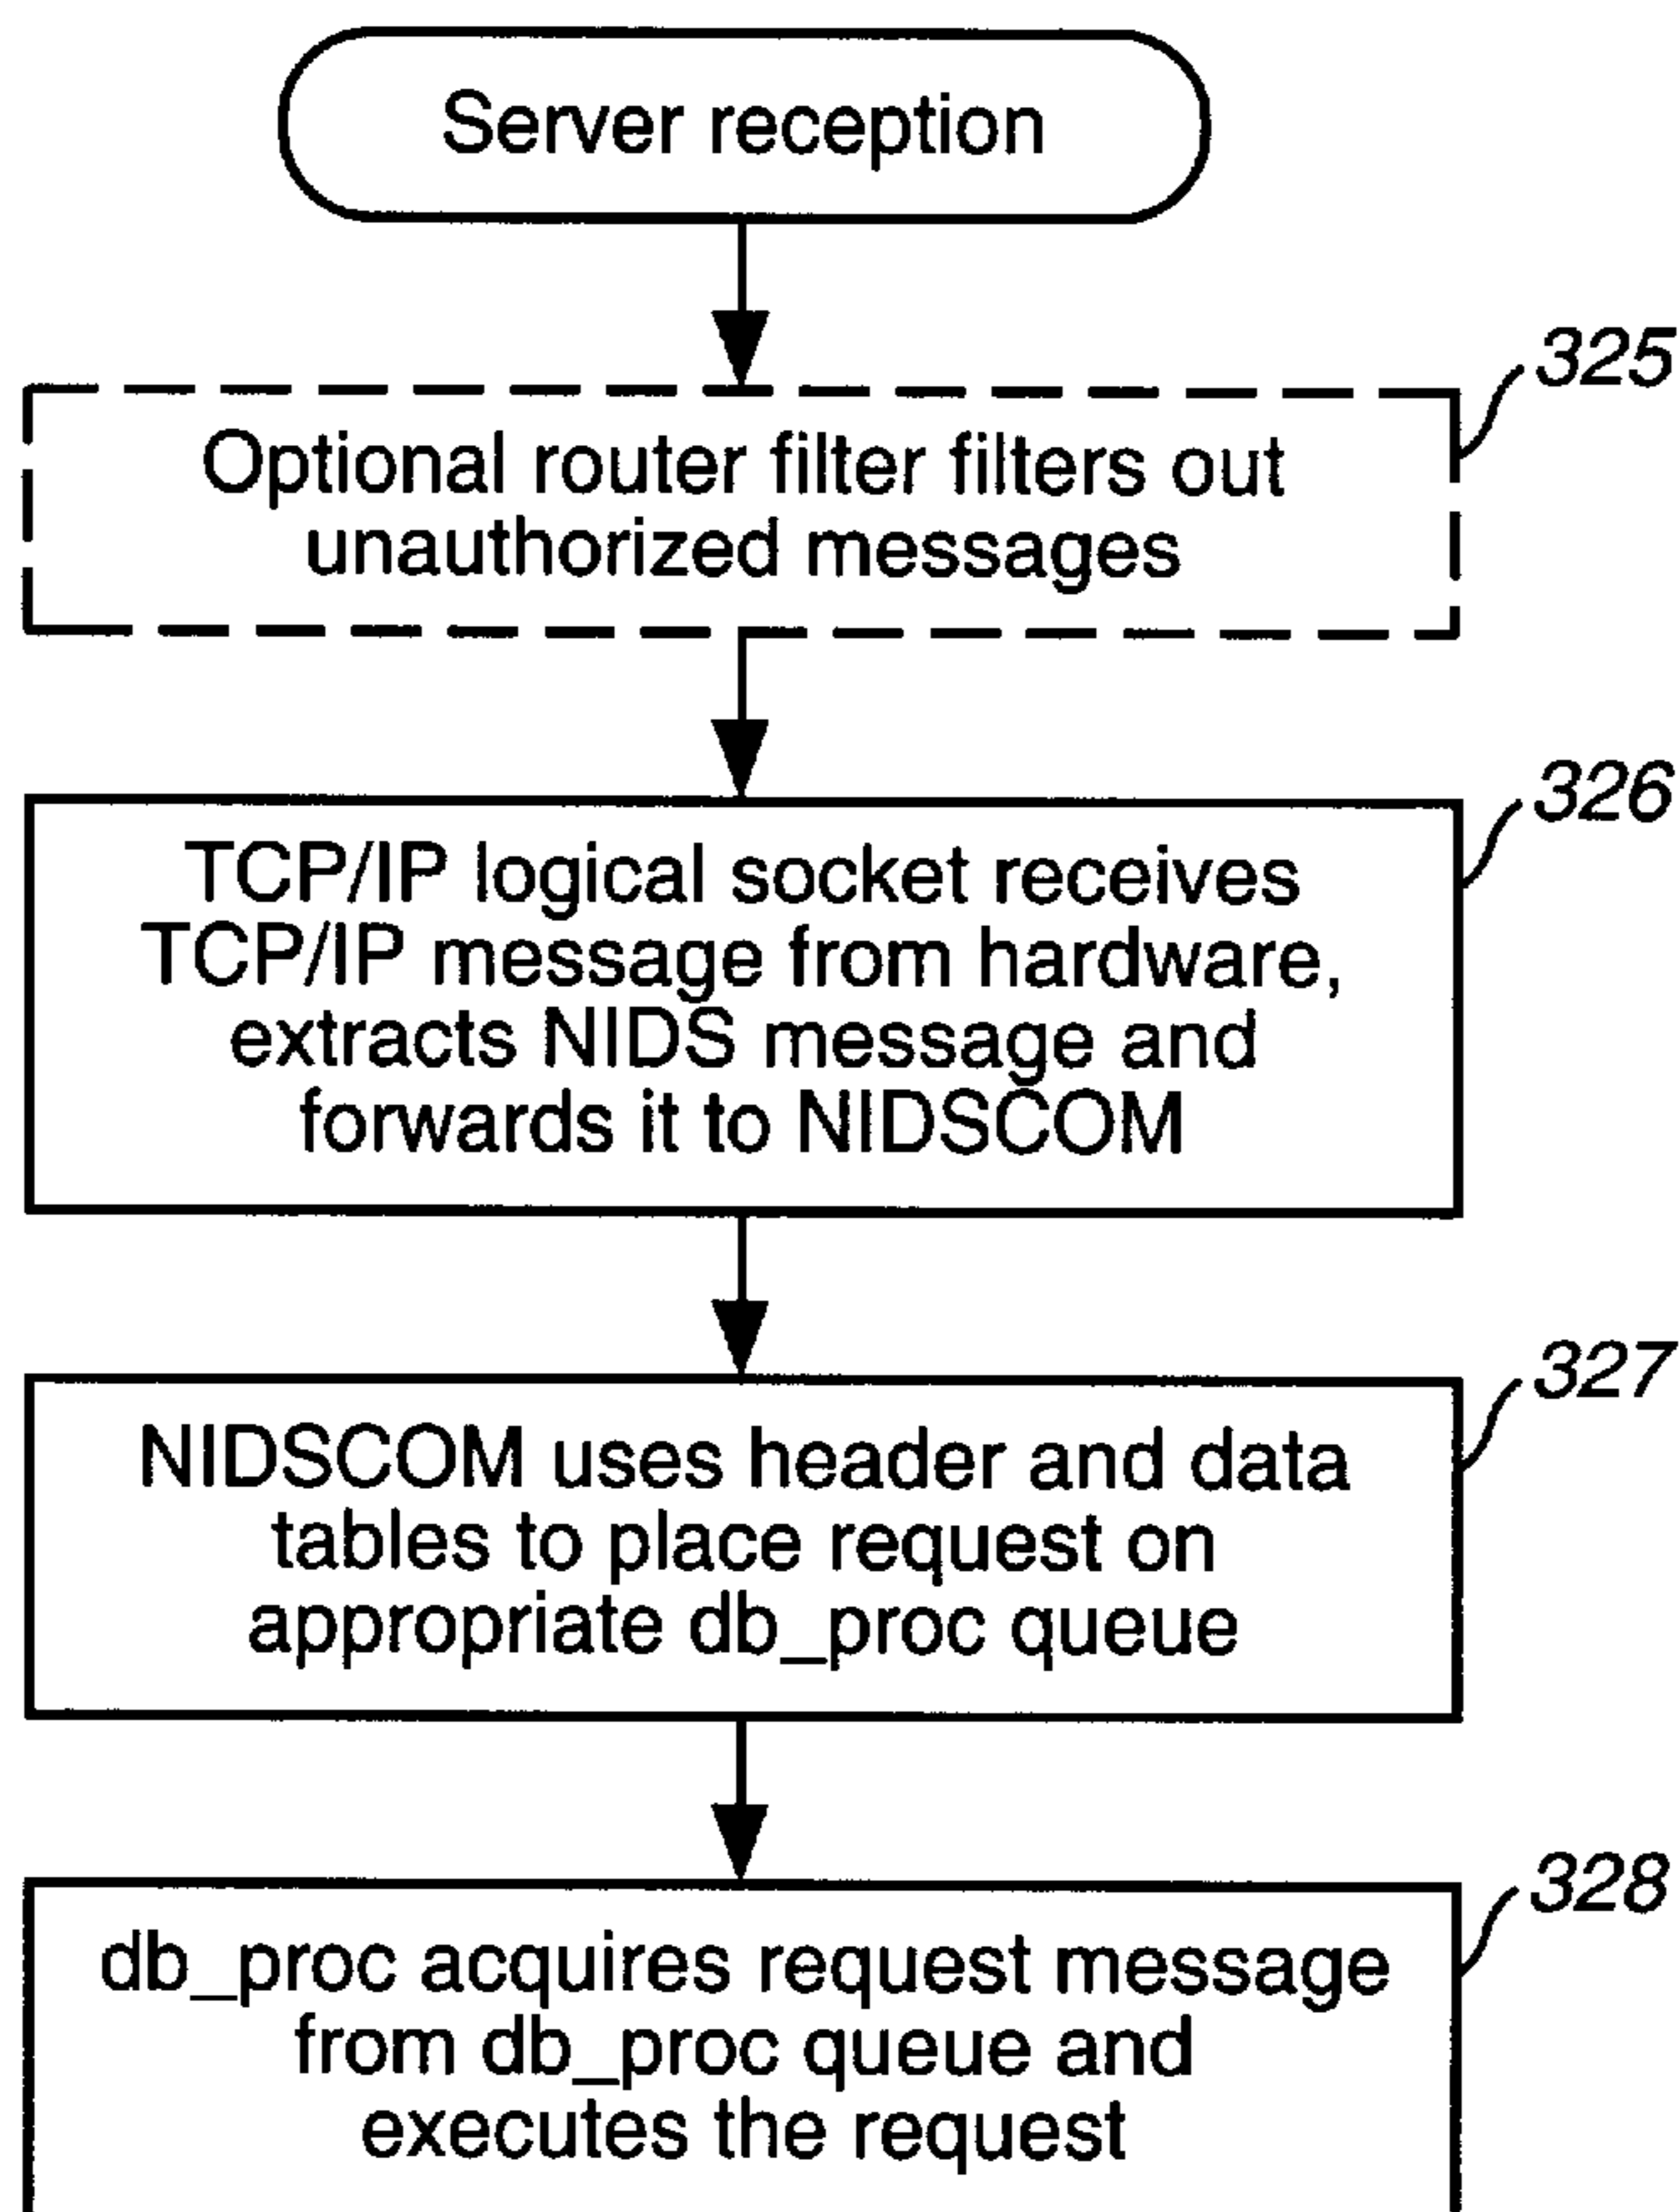 Server reception
325
Optional router filter filters out
unauthorized messages
326
TCP/IP logical socket receives
TCP/IP message from hardware,
extracts NIDS message and
forwards it to NIDSCOM
327
NIDSCOM uses header and data
tables to place request on
appropriate db_proc queue
328
db_proc acquires request message
from db_proc queue and
executes the request